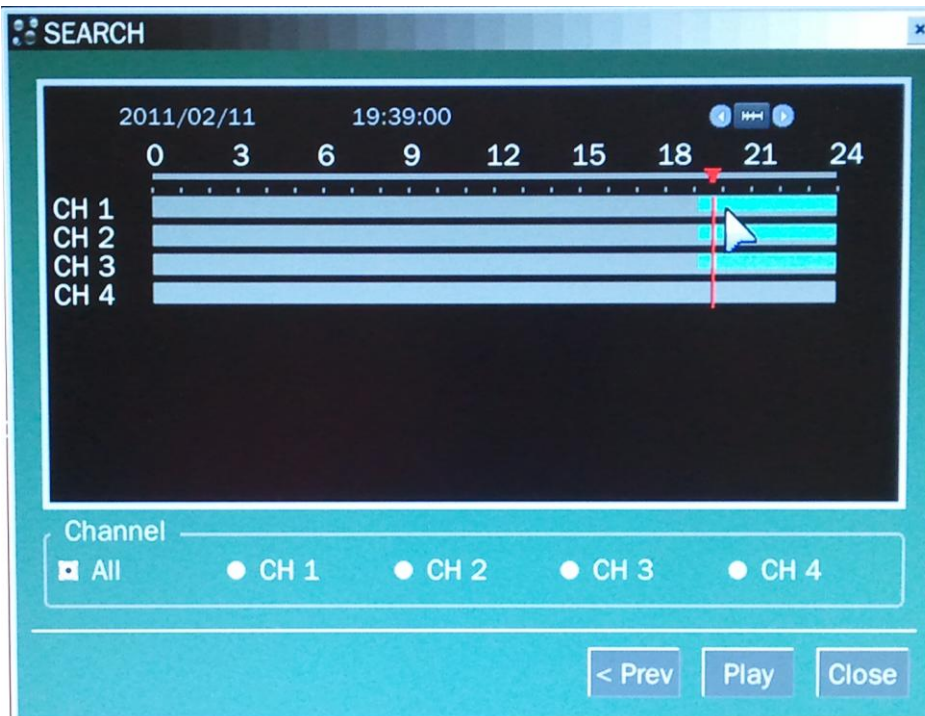 SEARCH
2011/02/11 19:39:00
0 3 6 9 12 15 18 21 24
CH 1
CH 2
CH 3
CH 4
Channel
All CH 1 CH 2 CH 3 CH 4
< Prev Play Close